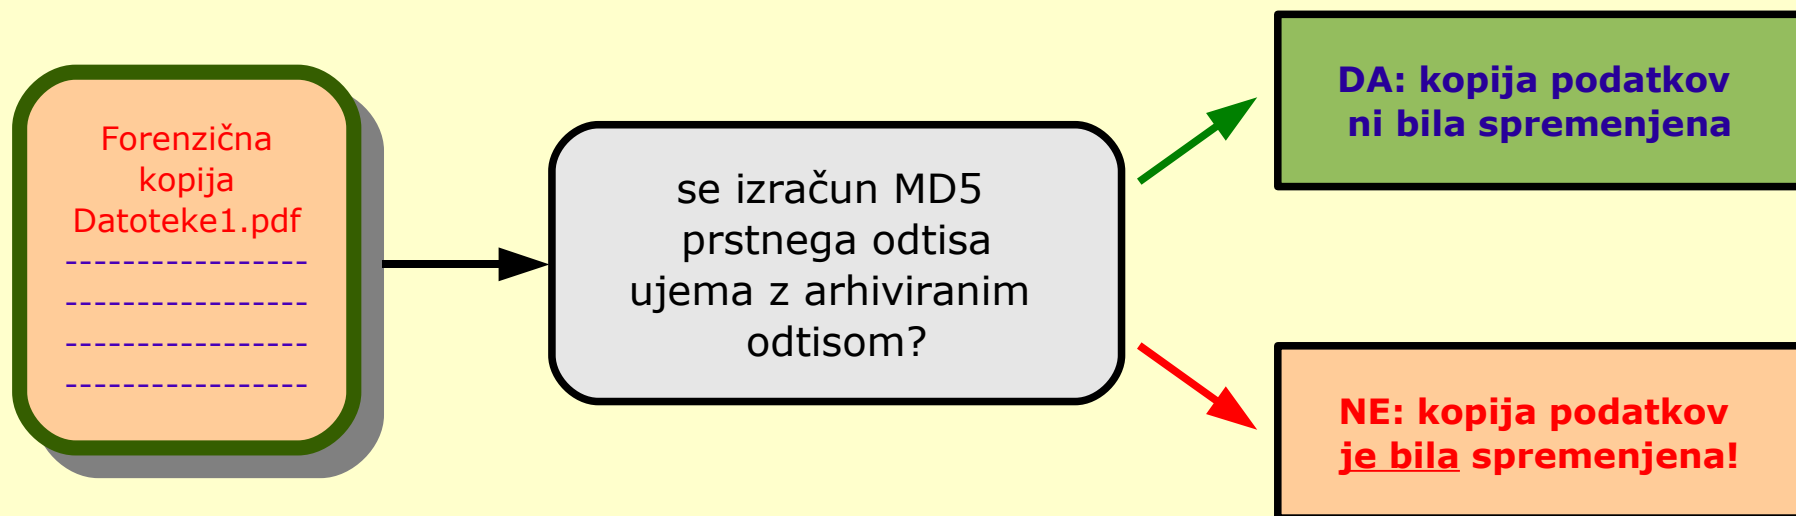 Forenzična
kopija
Datoteke1.pdf
-----------------
-----------------
-----------------
-----------------
se izračun MD5
prstnega odtisa
ujema z arhiviranim
odtisom?
DA: kopija podatkov
ni bila spremenjena
NE: kopija podatkov
je bila spremenjena!